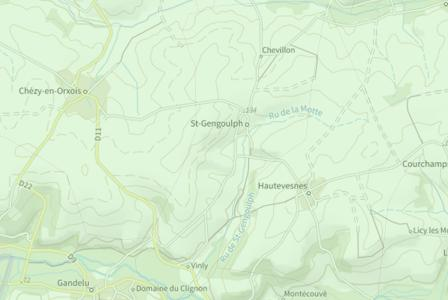 Chevillon
Chézy-en-Orxois
134
Ru de la Motte
St-Gengoulph
D11
Courchamps
D22
Hautevesnes
Ru de St-Gengoulph
Licy les Mo
L
Vinly
Gandelu
Domaine du Clignon
Montécouvé